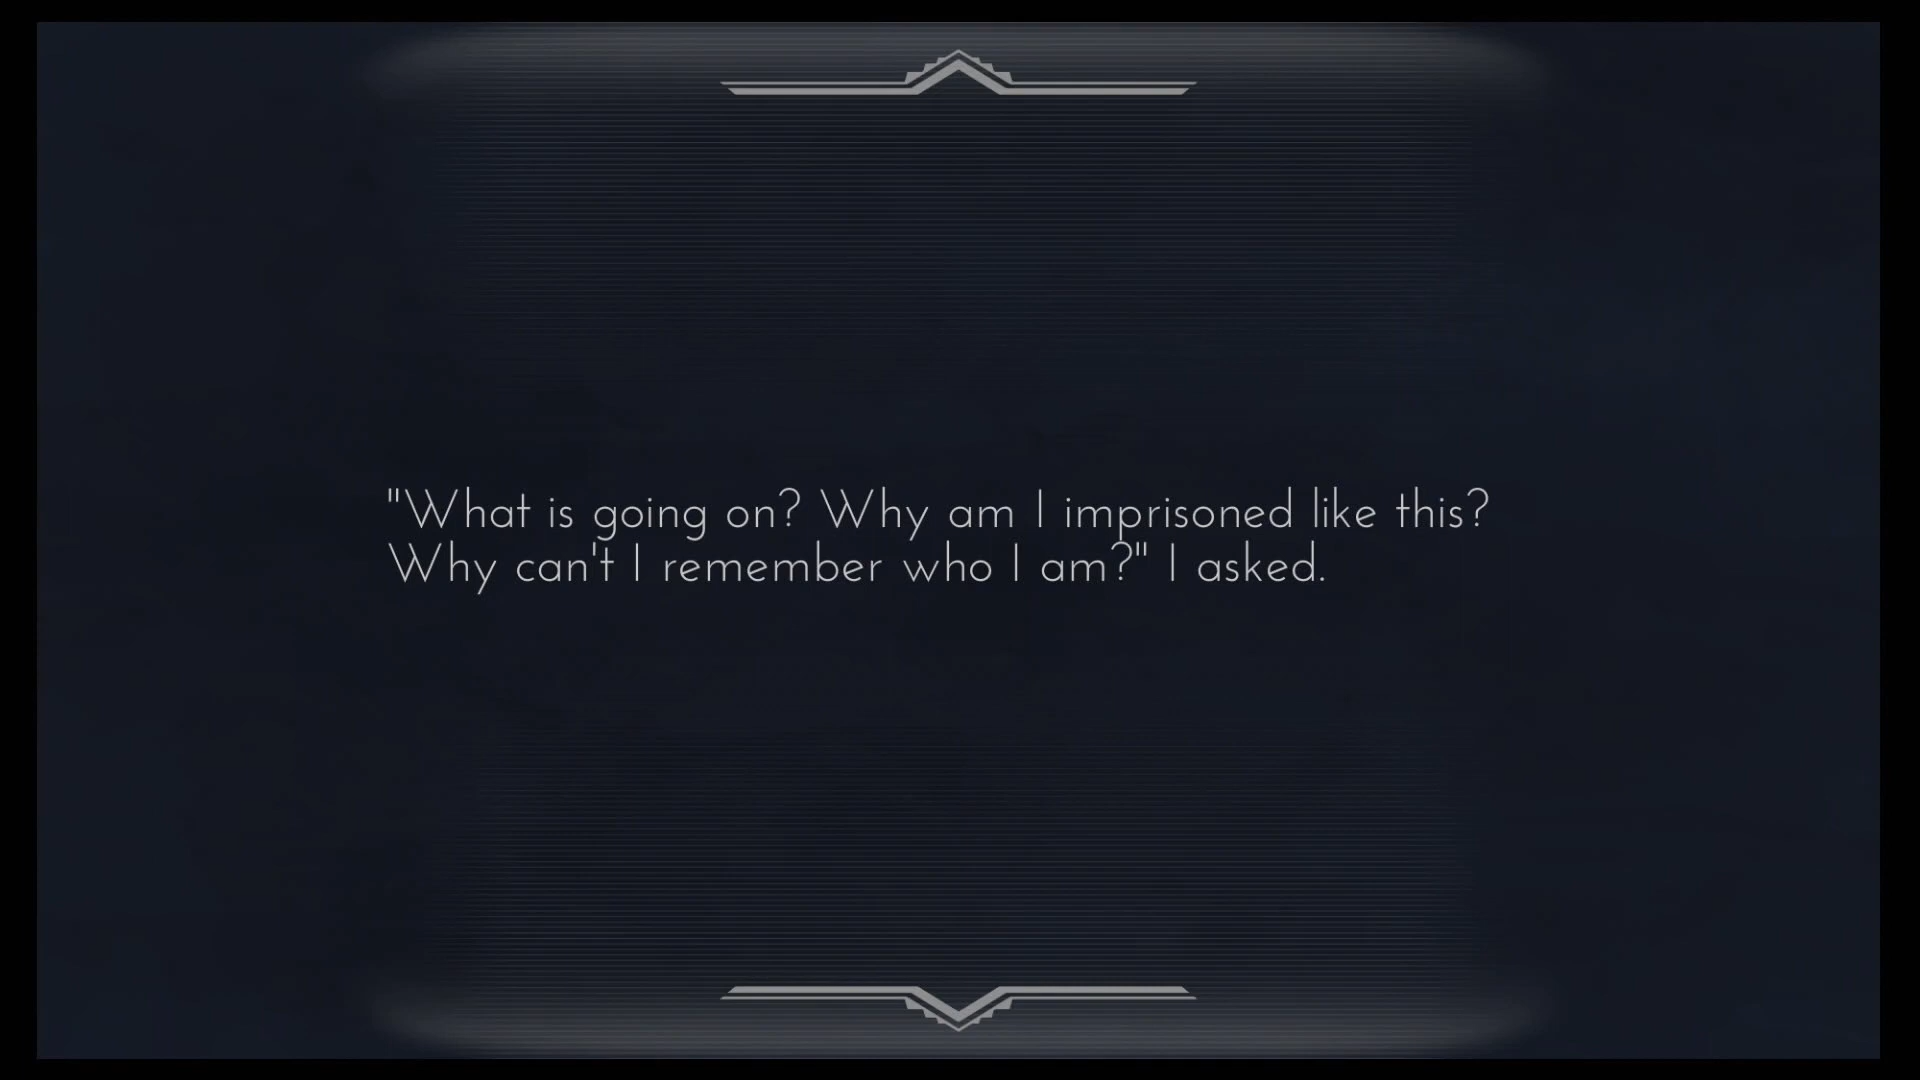 "What is going on? Why am I imprisoned like this?
Why can't I remember who I am?" I asked.